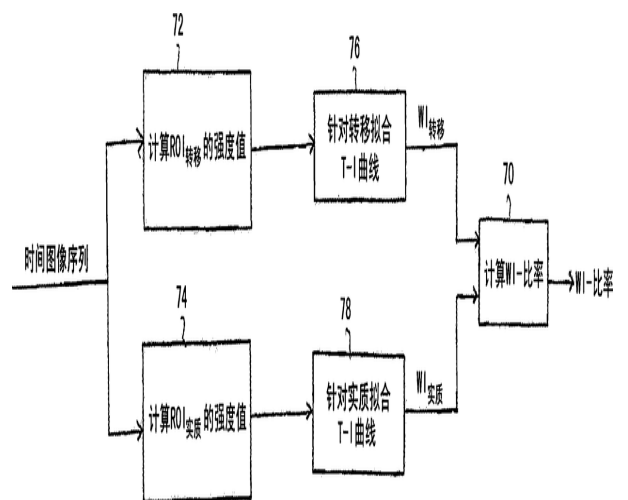 72
计算ROI转移的强度值
76
针对转移拟合
T-I曲线
WI转移
70
计算WI-比率
WI-比率
时间图像序列
74
计算ROI实质的强度值
78
针对实质拟合
T-I曲线
WI实质